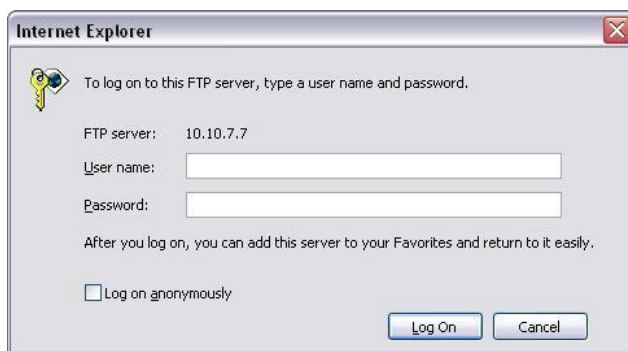 Internet Explorer
To log on to this FTP server, type a user name and password.
FTP server: 10.10.7.7
User name:
Password:
After you log on, you can add this server to your Favorites and return to it easily.
Log on anonymously
Log On Cancel